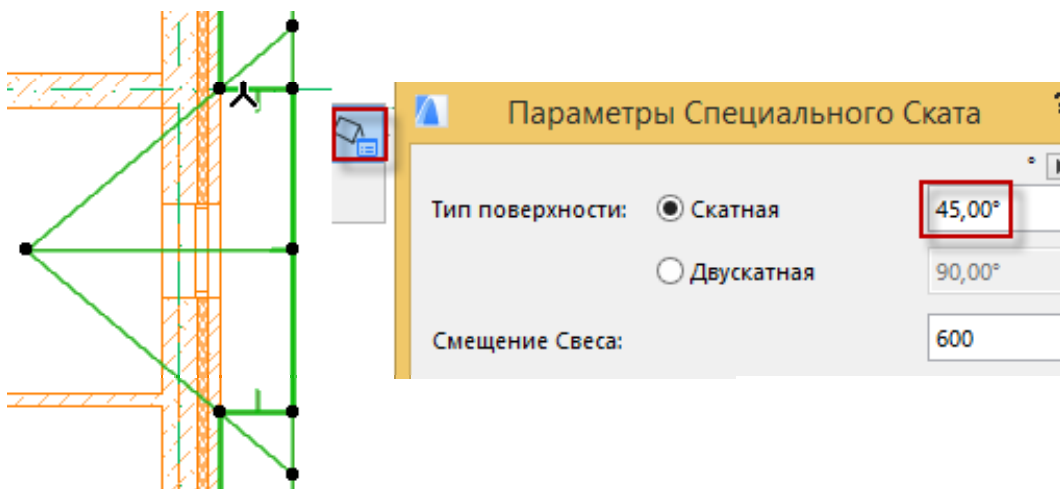 Параметры Специального Ската
°
Тип поверхности: Скатная 45,00°
Двускатная 90,00°
Смещение Свеса: 600